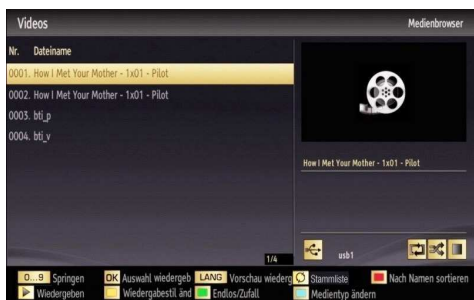 Videos
Medienbrowser
Nr. Dateiname
0001. How I Met Your Mother - 1x01 - Pilot
0002. How I Met Your Mother - 1x01 - Pilot
0003. bti_p
0004. bti_v
How I Met Your Mother - 1x01 - Pilot
1/4
usb1
0...9 Springen
OK Auswahl wiedergeb
LANG Vorschau wiederg
Stammliste
Nach Namen sortieren
Wiedergeben
Wiedergabestil änd
Endlos/Zufall
Medientyp ändern